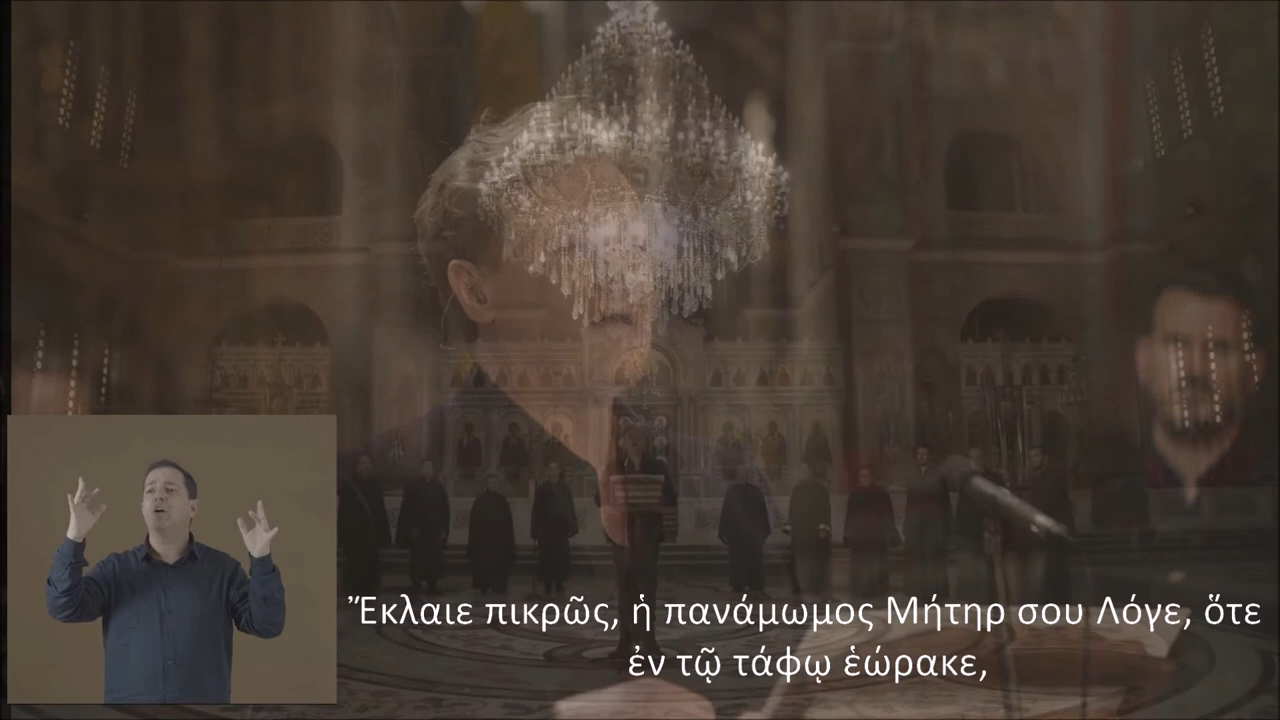 Ἔκλαιε πικρῶς, ἡ πανάμωμος Μήτηρ σου Λόγε, ὅτε
ἐν τῷ τάφῳ ἑώρακε,